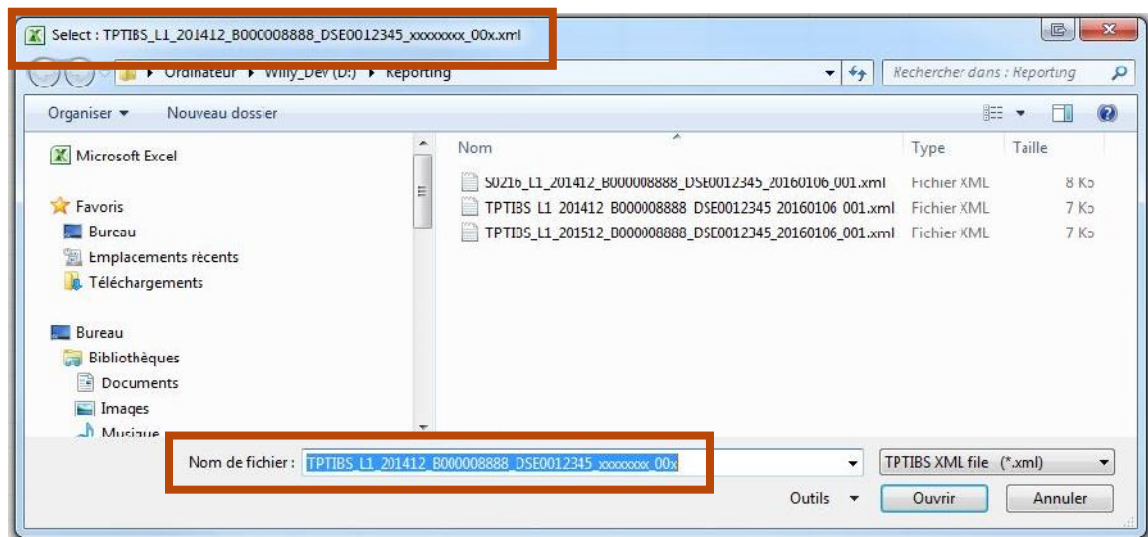 Select : TPTIBS_L1_201412_B000008888_DSE0012345_xxxxxxxx_00x.xml
Ordinateur ▸ Willy_Dev (D:) ▸ Reporting
Rechercher dans : Reporting
Organiser
Nouveau dossier
Microsoft Excel
Favoris
Bureau
Emplacements récents
Téléchargements
Bureau
Bibliothèques
Documents
Images
Musique
Nom Type Taille
S0216_L1_201412_B000008888_DSE0012345_20160106_001.xml Fichier XML 8 Ko
TPTIBS_L1_201412_B000008888_DSE0012345_20160106_001.xml Fichier XML 7 Ko
TPTIBS_L1_201512_B000008888_DSE0012345_20160106_001.xml Fichier XML 7 Ko
Nom de fichier : TPTIBS_L1_201412_B000008888_DSE0012345_xxxxxxxx_00x
TPTIBS XML file (*.xml)
Outils Ouvrir Annuler